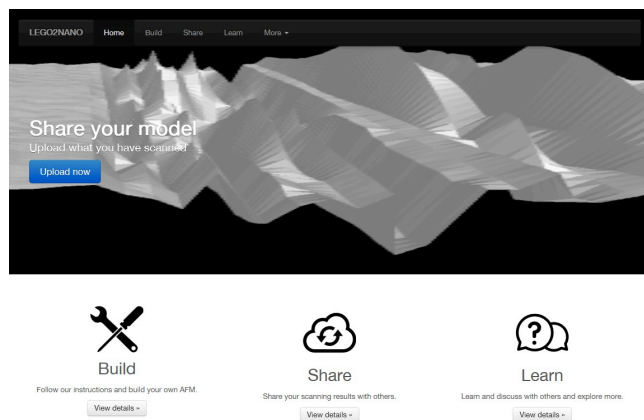 LEGO2NANO Home Build Share Learn More
Share your model
Upload what you have scanned
Upload now
Build
Follow our instructions and build your own AFM.
View details »
Share
Share your scanning results with others.
View details »
Learn
Learn and discuss with others and explore more.
View details »